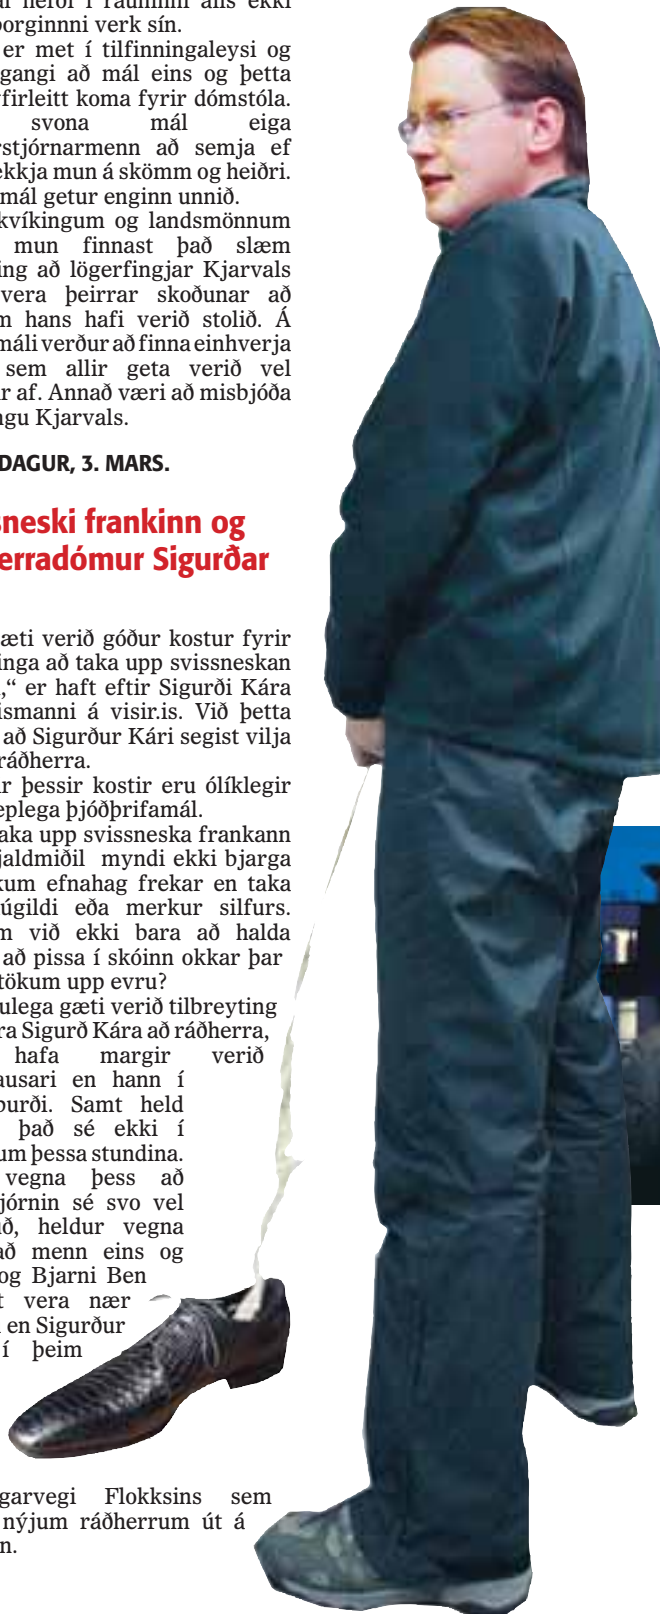 hefði í rauninni alls ekki
borginnni verk sín.
er met í tilfinningaleysi og
gangi að mál eins og þetta
firleitt koma fyrir dómstóla.
svona mál eiga
rstjórnarmenn að semja ef
ekkja mun á skömm og heiðri.
mál getur enginn unnið.
kvíkingum og landsmönnum
mun finnast það slæm
ing að lögerfingjar Kjarvals
vera þeirrar skoðunar að
m hans hafi verið stolið. Á
máli verður að finna einhverja
sem allir geta verið vel
r af. Annað væri að misbjóða
ngu Kjarvals.
DAGUR, 3. MARS.
sneski frankinn og
erradómur Sigurðar
æti verið góður kostur fyrir
inga að taka upp svissneskan
,“ er haft eftir Sigurði Kára
ismanni á visir.is. Við þetta
að Sigurður Kári segist vilja
ráðherra.
r þessir kostir eru ólíklegir
eplega þjóðþrifamál.
aka upp svissneska frankann
jaldmiðil myndi ekki bjarga
kum efnahag frekar en taka
úgildi eða merkur silfurs.
m við ekki bara að halda
að pissa í skóinn okkar þar
tökum upp evru?
ulega gæti verið tilbreyting
ra Sigurð Kára að ráðherra,
hafa margir verið
ausari en hann í
burði. Samt held
það sé ekki í
um þessa stundina.
vegna þess að
jórnin sé svo vel
ið, heldur vegna
að menn eins og
og Bjarni Ben
t vera nær
en Sigurður
í þeim
garvegi Flokksins sem
nýjum ráðherrum út á
n.